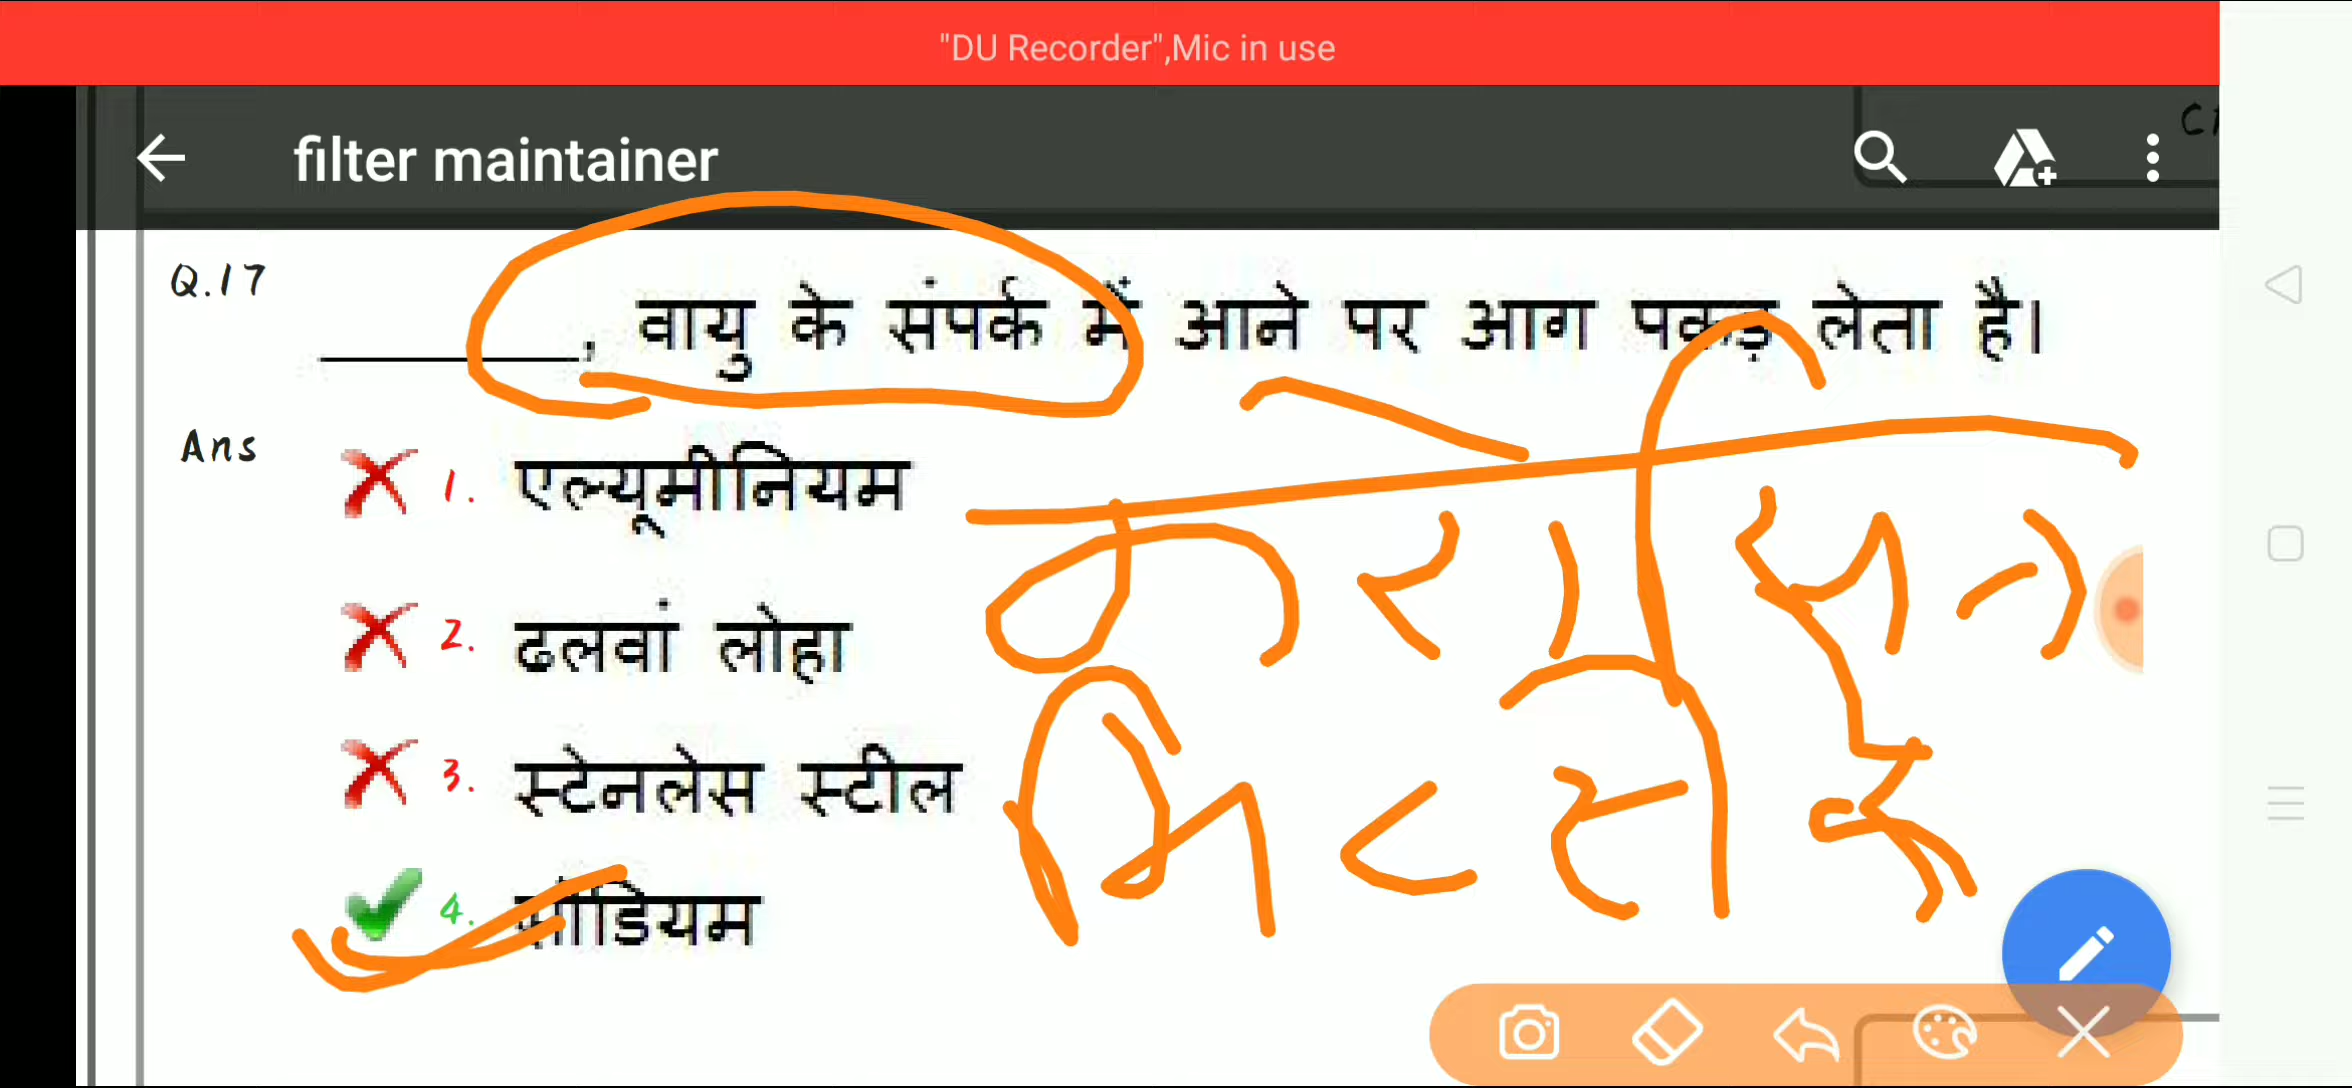 "DU Recorder",Mic in use
filter maintainer
Q.17
________, वायु के संपर्क में आने पर आग पकड़ लेता है।
Ans
1. एल्यूमीनियम
2. ढलवां लोहा
3. स्टेनलेस स्टील
4. सोडियम